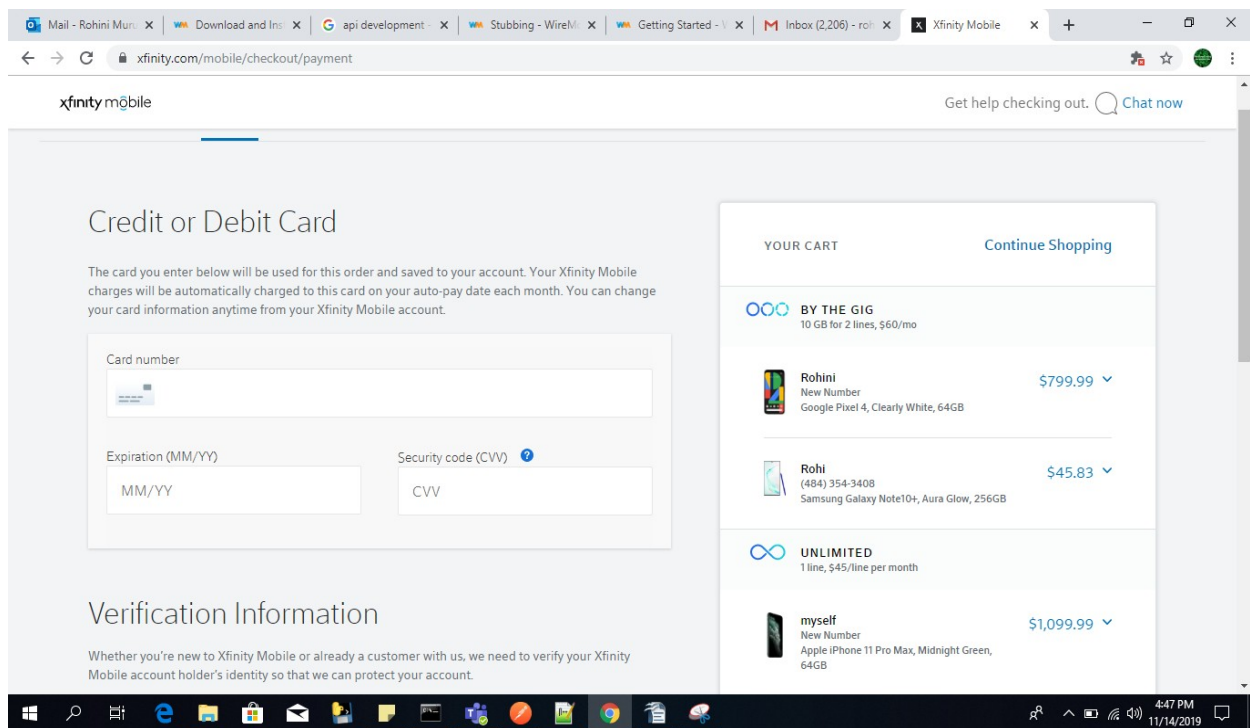 Mail - Rohini Muru
Download and Ins
api development -
Stubbing - WireM
Getting Started - W
Inbox (2,206) - roh
Xfinity Mobile
xfinity.com/mobile/checkout/payment
xfinity mobile
Get help checking out. Chat now
Credit or Debit Card
The card you enter below will be used for this order and saved to your account. Your Xfinity Mobile
charges will be automatically charged to this card on your auto-pay date each month. You can change
your card information anytime from your Xfinity Mobile account.
Card number
Expiration (MM/YY)
Security code (CVV) ?
MM/YY
CVV
Verification Information
Whether you're new to Xfinity Mobile or already a customer with us, we need to verify your Xfinity
Mobile account holder's identity so that we can protect your account.
YOUR CART Continue Shopping
BY THE GIG
10 GB for 2 lines, $60/mo
Rohini $799.99
New Number
Google Pixel 4, Clearly White, 64GB
Rohi $45.83
(484) 354-3408
Samsung Galaxy Note10+, Aura Glow, 256GB
UNLIMITED
1 line, $45/line per month
myself $1,099.99
New Number
Apple iPhone 11 Pro Max, Midnight Green,
64GB
4:47 PM
11/14/2019